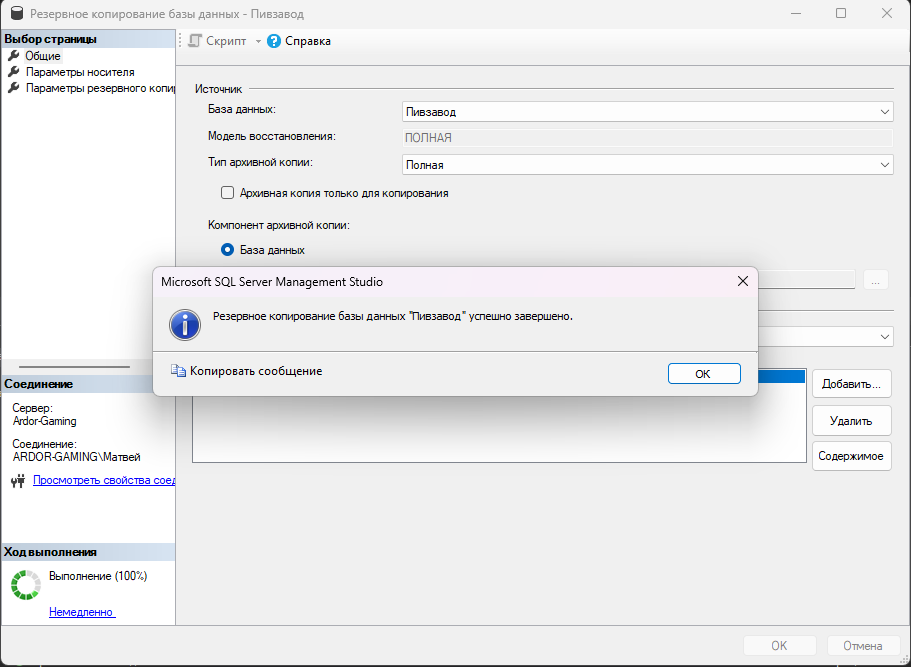 Резервное копирование базы данных - Пивзавод
Выбор страницы
Общие
Параметры носителя
Параметры резервного копи
Скрипт
Справка
Источник
База данных:
Пивзавод
Модель восстановления:
ПОЛНАЯ
Тип архивной копии:
Полная
Архивная копия только для копирования
Компонент архивной копии:
База данных
...
Microsoft SQL Server Management Studio
Резервное копирование базы данных "Пивзавод" успешно завершено.
Копировать сообщение
OK
Добавить...
Удалить
Содержимое
Соединение
Сервер:
Ardor-Gaming
Соединение:
ARDOR-GAMING\Матвей
Просмотреть свойства соед
Ход выполнения
Выполнение (100%)
Немедленно
OK
Отмена